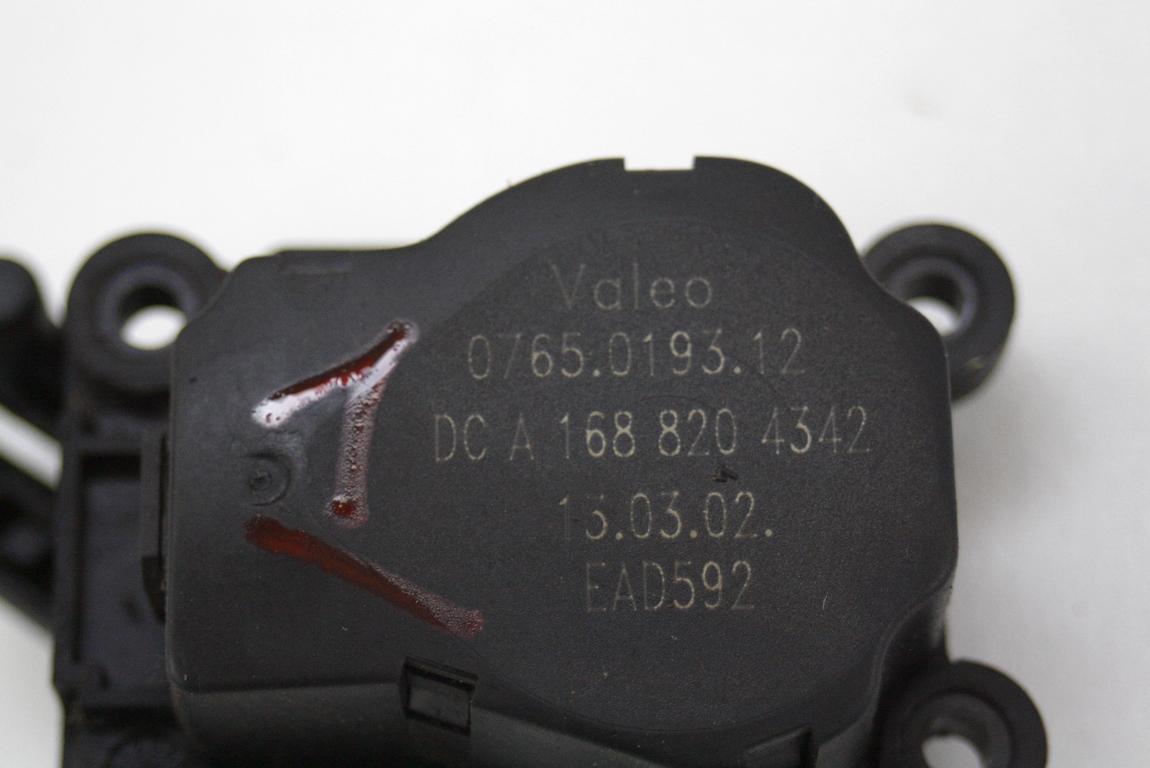 Valeo
0765.0193.12
DC A 168 820 4342
13.03.02.
EAD592
1